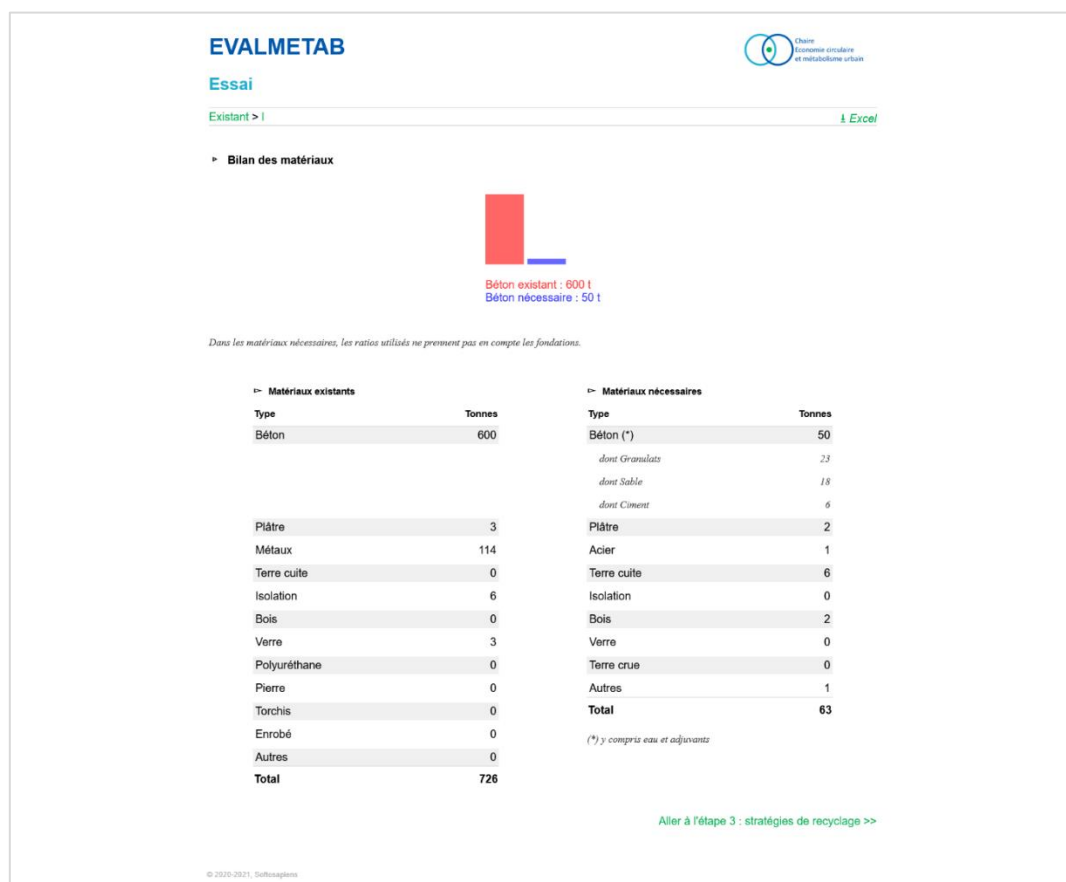 EVALMETAB
Chaire
Economie circulaire
et métabolisme urbain
Essai
Existant > I
Excel
Bilan des matériaux
Béton existant : 600 t
Béton nécessaire : 50 t
Dans les matériaux nécessaires, les ratios utilisés ne prennent pas en compte les fondations.
Matériaux existants
Type Tonnes
Béton 600
Plâtre 3
Métaux 114
Terre cuite 0
Isolation 6
Bois 0
Verre 3
Polyuréthane 0
Pierre 0
Torchis 0
Enrobé 0
Autres 0
Total 726
Matériaux nécessaires
Type Tonnes
Béton (*) 50
dont Granulats 23
dont Sable 18
dont Ciment 6
Plâtre 2
Acier 1
Terre cuite 6
Isolation 0
Bois 2
Verre 0
Terre crue 0
Autres 1
Total 63
(*) y compris eau et adjuvants
Aller à l'étape 3 : stratégies de recyclage >>
© 2020-2021, Softosapiens